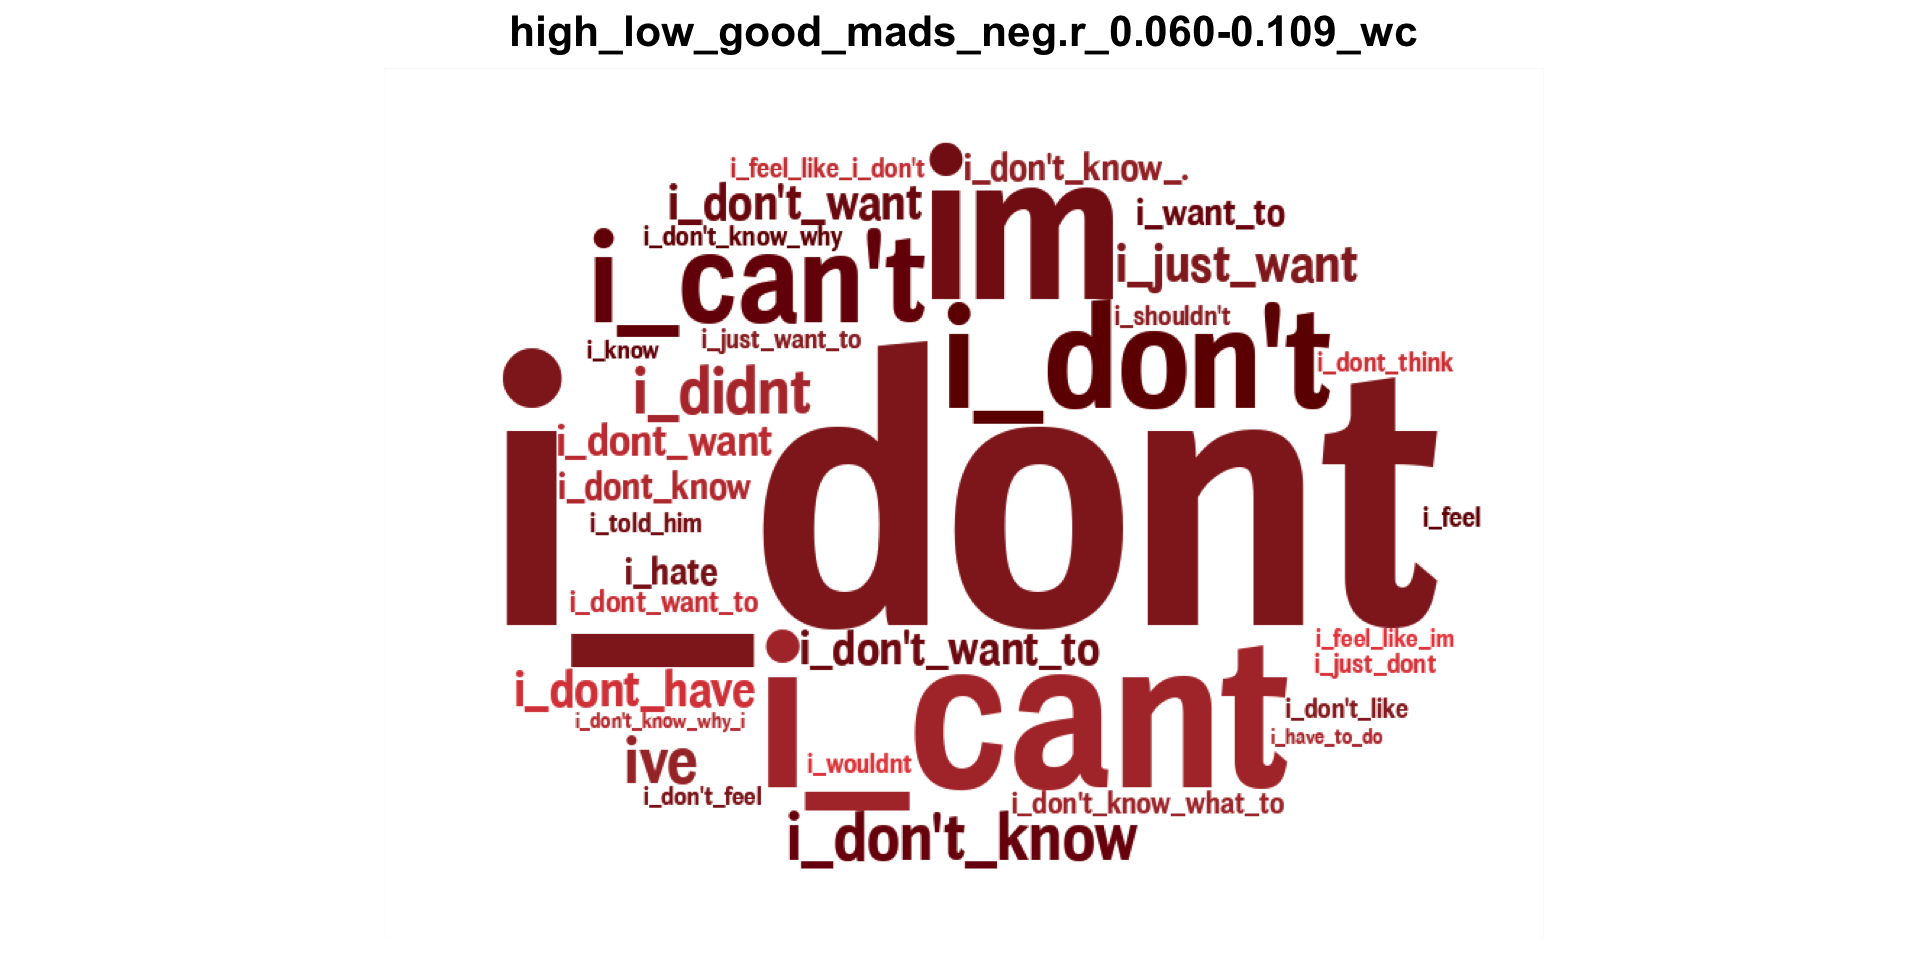 high_low_good_mads_neg.r_0.060-0.109_wc
i_feel_like_i_don't
im
i_don't_know_.
i_don't_want
i_want_to
i_don't_know_why
i_can't
i_just_want
i_shouldn't
i_don't
i_just_want_to
i_know
i_dont_think
i_didnt
i_dont
i_dont_want
i_dont_know
i_told_him
i_feel
i_hate
i_dont_want_to
i_don't_want_to
i_feel_like_im
i_just_dont
i_dont_have
i_cant
i_don't_know_why_i
i_don't_like
i_have_to_do
ive
i_wouldnt
i_don't_feel
i_don't_know_what_to
i_don't_know